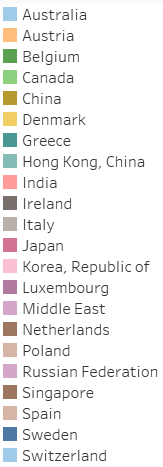 Australia
Austria
Belgium
Canada
China
Denmark
Greece
Hong Kong, China
India
Ireland
Italy
Japan
Korea, Republic of
Luxembourg
Middle East
Netherlands
Poland
Russian Federation
Singapore
Spain
Sweden
Switzerland